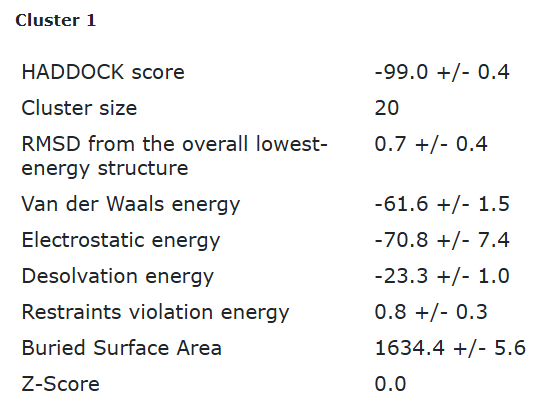 Cluster 1
HADDOCK score -99.0 +/- 0.4
Cluster size 20
RMSD from the overall lowest- 0.7 +/- 0.4
energy structure
Van der Waals energy -61.6 +/- 1.5
Electrostatic energy -70.8 +/- 7.4
Desolvation energy -23.3 +/- 1.0
Restraints violation energy 0.8 +/- 0.3
Buried Surface Area 1634.4 +/- 5.6
Z-Score 0.0